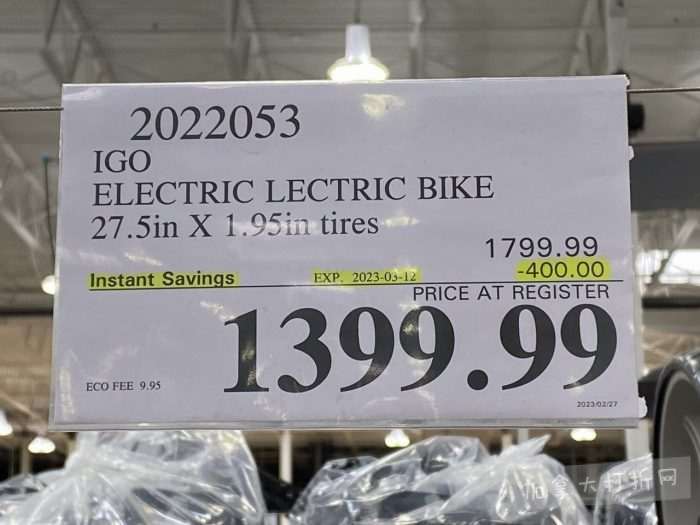 2022053
IGO
ELECTRIC LECTRIC BIKE
27.5in X 1.95in tires
1799.99
Instant Savings EXP. 2023-03-12 -400.00
PRICE AT REGISTER
1399.99
ECO FEE 9.95
2023/02/27
加拿大打折网